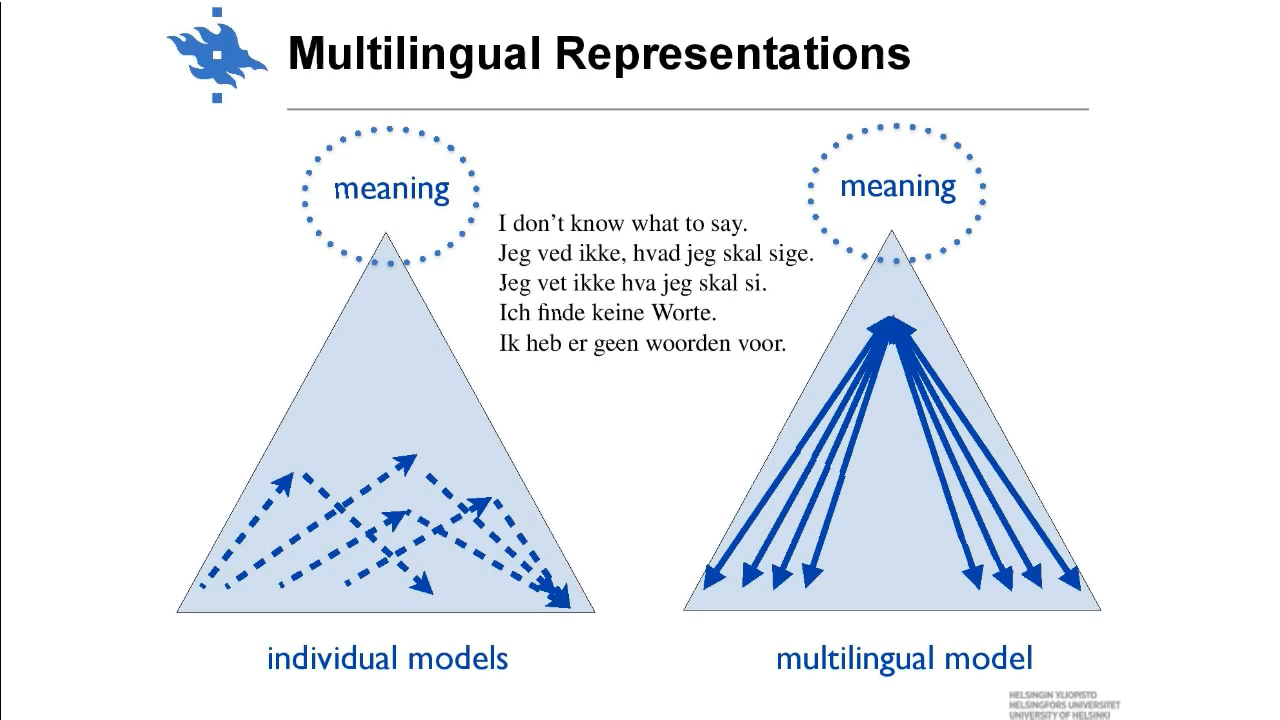 Multilingual Representations
meaning
meaning
I don't know what to say.
Jeg ved ikke, hvad jeg skal sige.
Jeg vet ikke hva jeg skal si.
Ich finde keine Worte.
Ik heb er geen woorden voor.
individual models
multilingual model
HELSINGIN YLIOPISTO
HELSINGFORS UNIVERSITET
UNIVERSITY OF HELSINKI